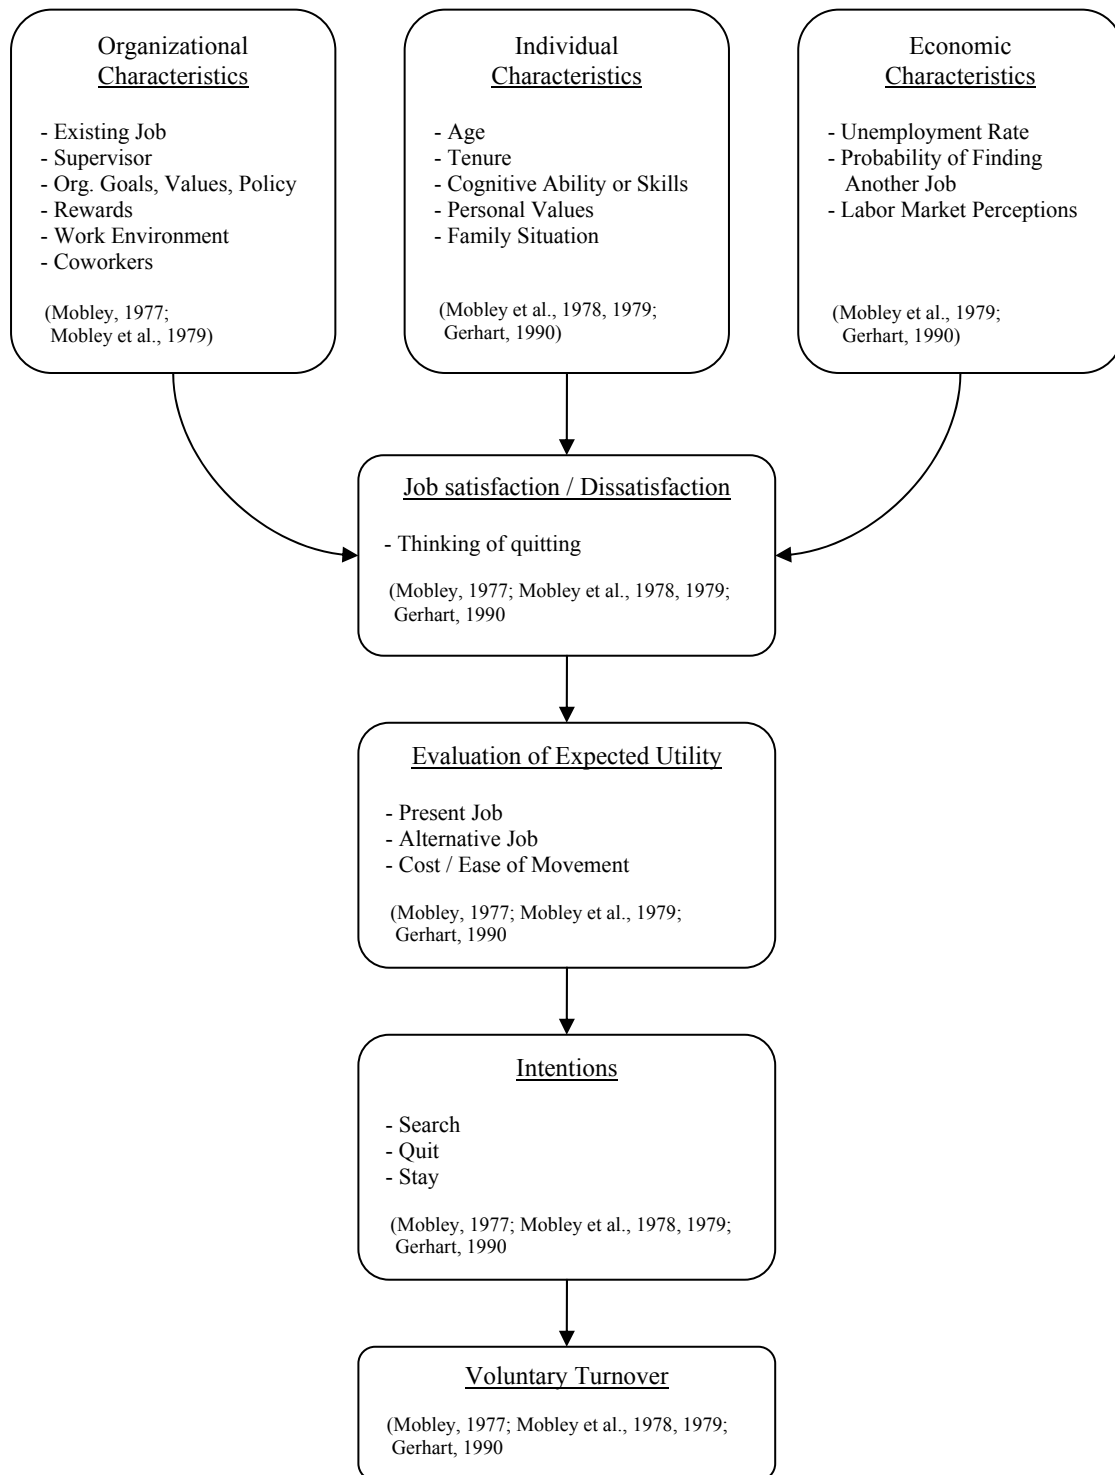 Organizational
Characteristics
- Existing Job
- Supervisor
- Org. Goals, Values, Policy
- Rewards
- Work Environment
- Coworkers
(Mobley, 1977;
Mobley et al., 1979)
Individual
Characteristics
- Age
- Tenure
- Cognitive Ability or Skills
- Personal Values
- Family Situation
(Mobley et al., 1978, 1979;
Gerhart, 1990)
Economic
Characteristics
- Unemployment Rate
- Probability of Finding
Another Job
- Labor Market Perceptions
(Mobley et al., 1979;
Gerhart, 1990)
Job satisfaction / Dissatisfaction
- Thinking of quitting
(Mobley, 1977; Mobley et al., 1978, 1979;
Gerhart, 1990
Evaluation of Expected Utility
- Present Job
- Alternative Job
- Cost / Ease of Movement
(Mobley, 1977; Mobley et al., 1979;
Gerhart, 1990
Intentions
- Search
- Quit
- Stay
(Mobley, 1977; Mobley et al., 1978, 1979;
Gerhart, 1990
Voluntary Turnover
(Mobley, 1977; Mobley et al., 1978, 1979;
Gerhart, 1990